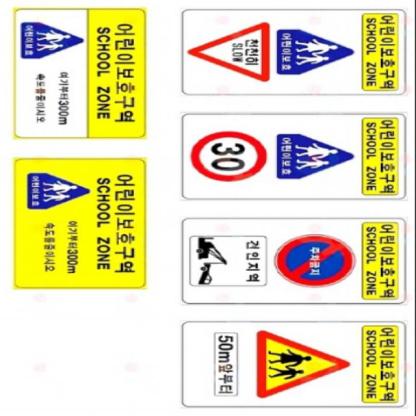 어린이보호구역
SCHOOL ZONE
어린이보호
천천히
SLOW
어린이보호구역
SCHOOL ZONE
어린이보호
30
어린이보호구역
SCHOOL ZONE
주차금지
견인지역
어린이보호구역
SCHOOL ZONE
50m앞부터
어린이보호구역
SCHOOL ZONE
어린이보호
여기부터300m
속도를줄이시오
어린이보호구역
SCHOOL ZONE
어린이보호
여기부터300m
속도를줄이시오